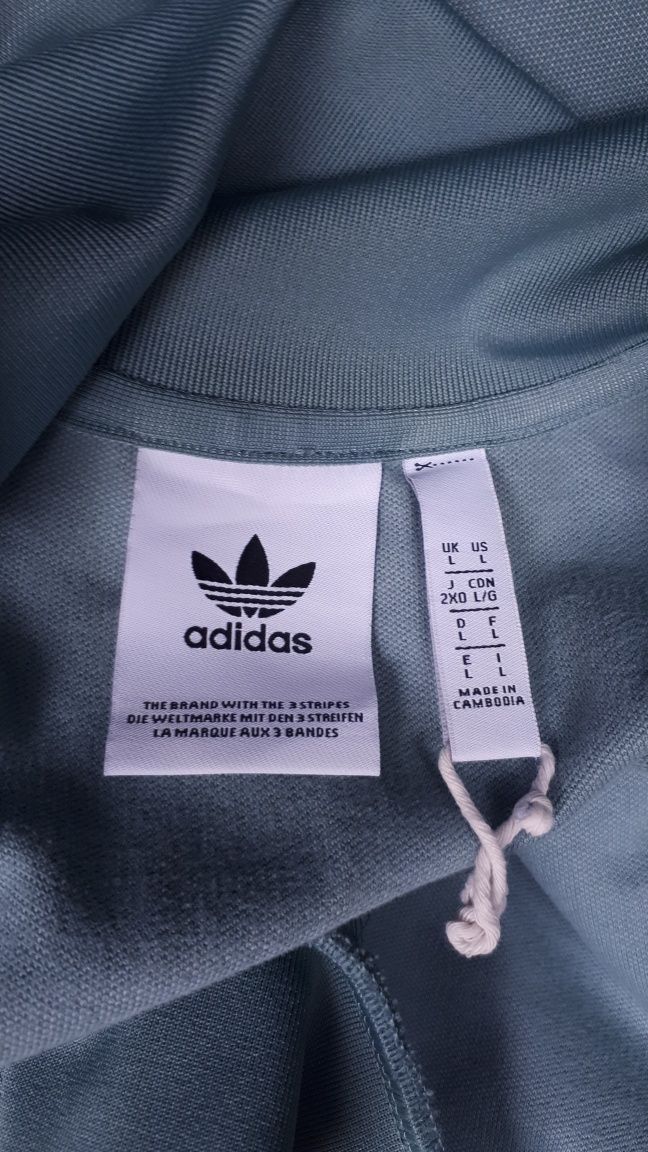 adidas
THE BRAND WITH THE 3 STRIPES
DIE WELTMARKE MIT DEN 3 STREIFEN
LA MARQUE AUX 3 BANDES
UK US
L L
J CDN
2XO L/G
D F
L L
E I
L L
MADE IN
CAMBODIA